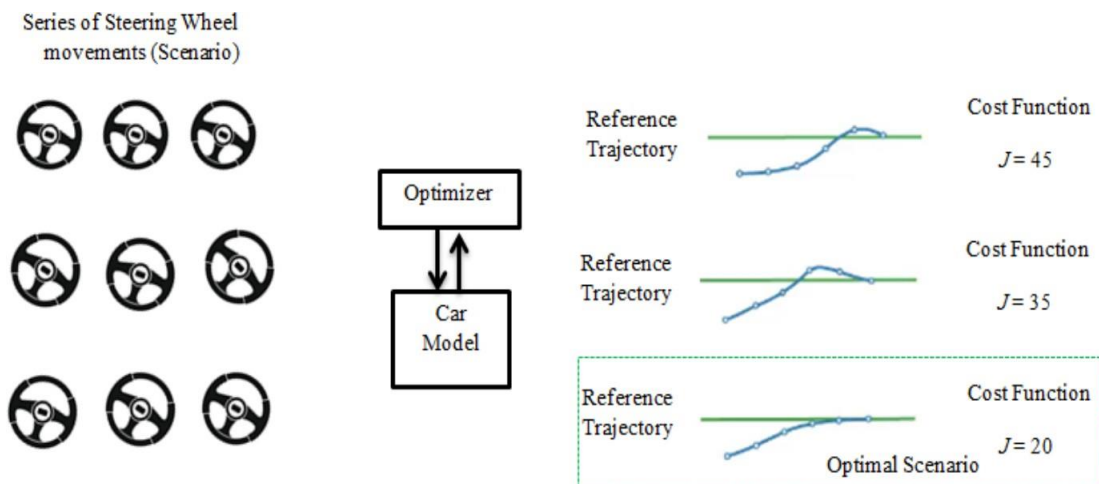 Series of Steering Wheel
movements (Scenario)
Optimizer
Car
Model
Reference
Trajectory
Cost Function
J = 45
Reference
Trajectory
Cost Function
J = 35
Reference
Trajectory
Cost Function
J = 20
Optimal Scenario